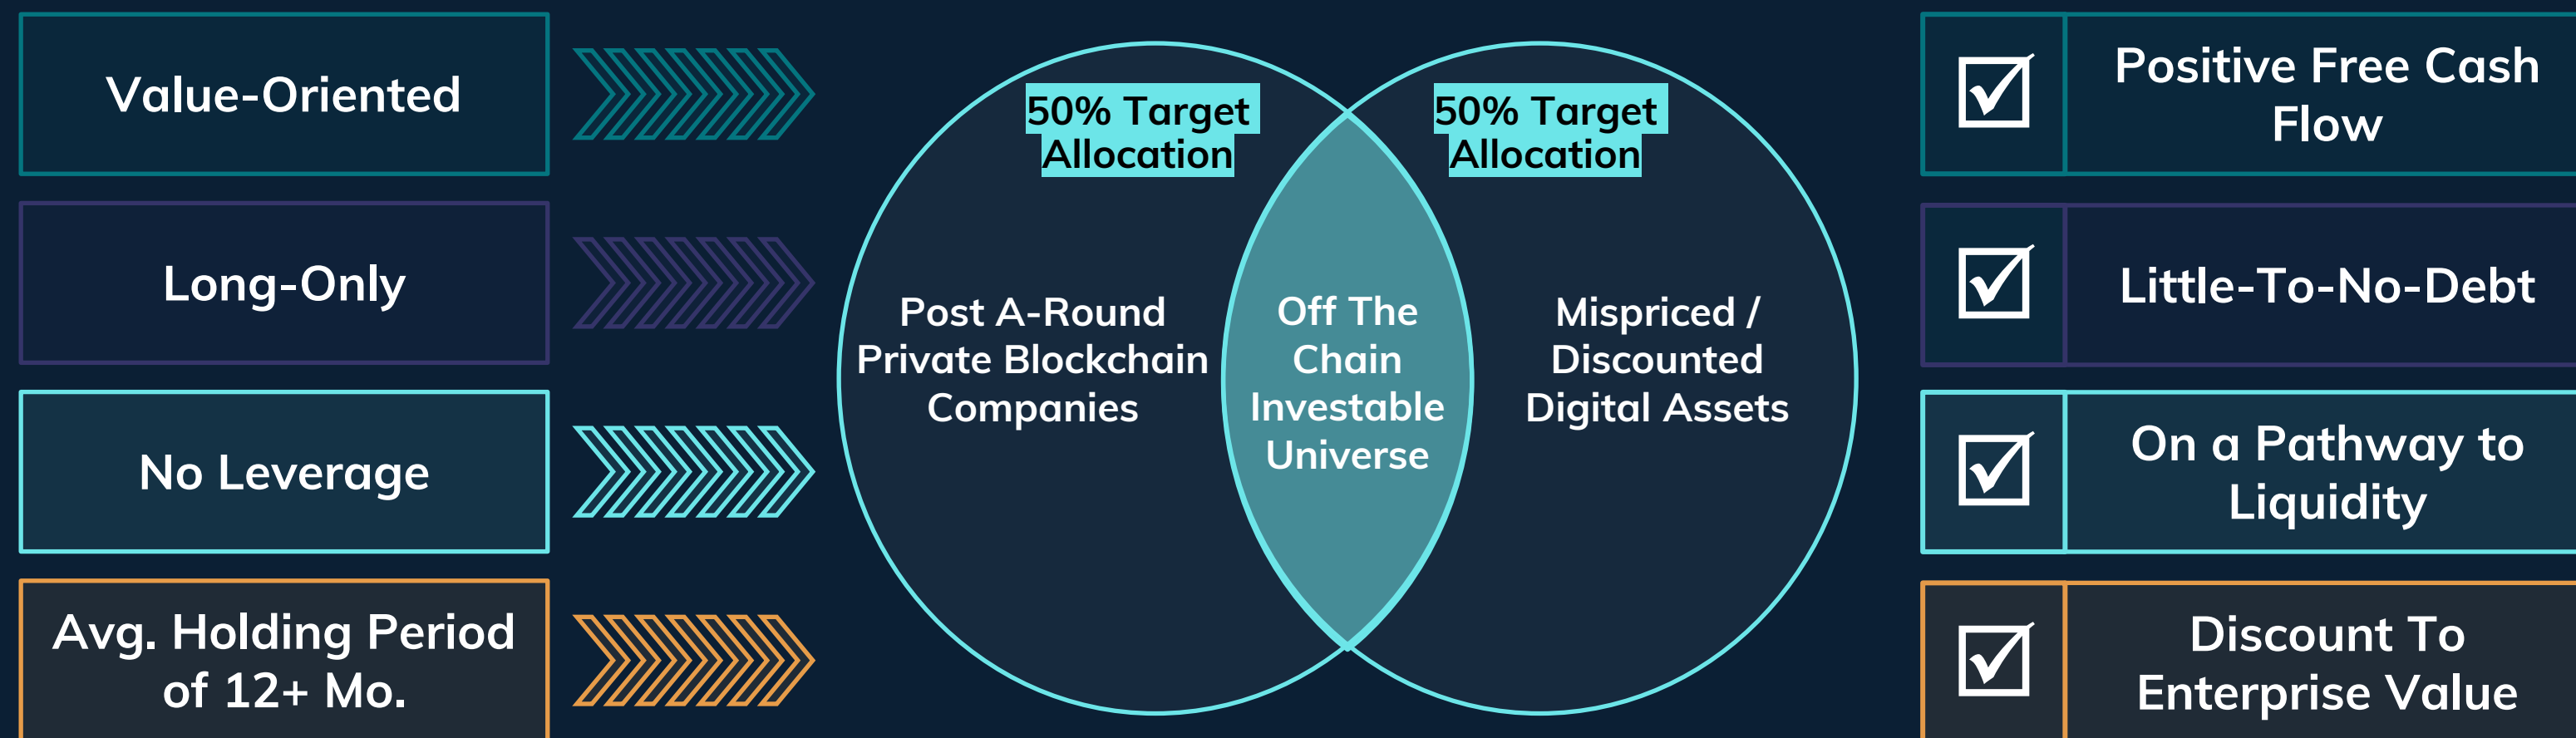 Value-Oriented
Long-Only
No Leverage
Avg. Holding Period
of 12+ Mo.
50% Target
Allocation
50% Target
Allocation
Post A-Round
Private Blockchain
Companies
Off The
Chain
Investable
Universe
Mispriced /
Discounted
Digital Assets
Positive Free Cash
Flow
Little-To-No-Debt
On a Pathway to
Liquidity
Discount To
Enterprise Value